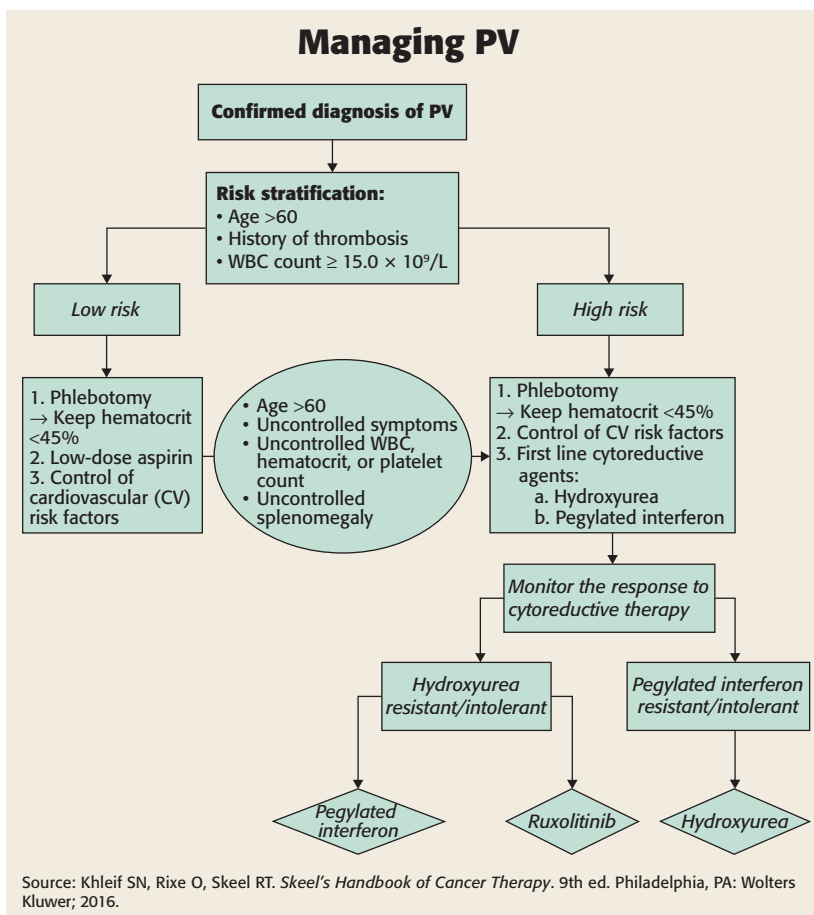 Managing PV
Confirmed diagnosis of PV
Risk stratification:
• Age >60
• History of thrombosis
• WBC count ≥ 15.0 × 10⁹/L
Low risk
High risk
1. Phlebotomy
→ Keep hematocrit
<45%
2. Low-dose aspirin
3. Control of
cardiovascular (CV)
risk factors
• Age >60
• Uncontrolled symptoms
• Uncontrolled WBC,
hematocrit, or platelet
count
• Uncontrolled
splenomegaly
1. Phlebotomy
→ Keep hematocrit <45%
2. Control of CV risk factors
3. First line cytoreductive
agents:
a. Hydroxyurea
b. Pegylated interferon
Monitor the response to
cytoreductive therapy
Hydroxyurea
resistant/intolerant
Pegylated interferon
resistant/intolerant
Pegylated
interferon
Ruxolitinib
Hydroxyurea
Source: Khleif SN, Rixe O, Skeel RT. Skeel's Handbook of Cancer Therapy. 9th ed. Philadelphia, PA: Wolters
Kluwer; 2016.